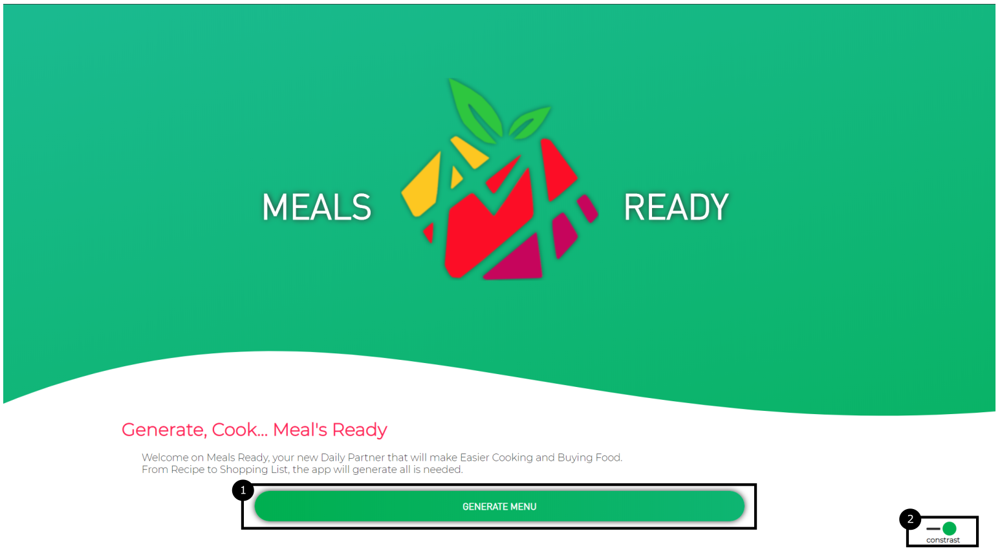 MEALS READY
Generate, Cook... Meal's Ready
Welcome on Meals Ready, your new Daily Partner that will make Easier Cooking and Buying Food.
From Recipe to Shopping List, the app will generate all is needed.
1
GENERATE MENU
2
constrast